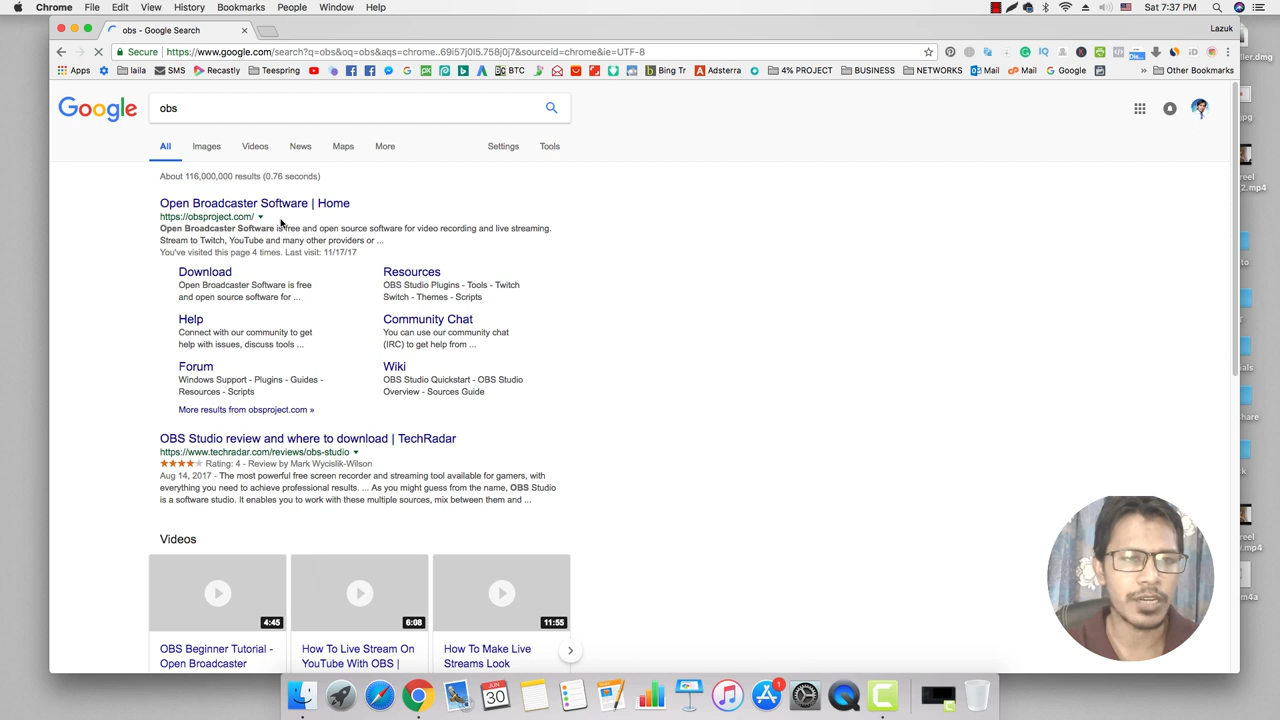 Chrome File Edit View History Bookmarks People Window Help Sat 7:37 PM
obs - Google Search Lazuk
Secure https://www.google.com/search?q=obs&oq=obs&aqs=chrome..69i57j0l5.758j0j7&sourceid=chrome&ie=UTF-8
Apps laila SMS Recastly Teespring BTC Bing Tr Adsterra 4% PROJECT BUSINESS NETWORKS Mail Mail Google Other Bookmarks
Google obs
All Images Videos News Maps More Settings Tools
About 116,000,000 results (0.76 seconds)
Open Broadcaster Software | Home
https://obsproject.com/
Open Broadcaster Software is free and open source software for video recording and live streaming.
Stream to Twitch, YouTube and many other providers or ...
You've visited this page 4 times. Last visit: 11/17/17
Download
Open Broadcaster Software is free
and open source software for ...
Resources
OBS Studio Plugins - Tools - Twitch
Switch - Themes - Scripts
Help
Connect with our community to get
help with issues, discuss tools ...
Community Chat
You can use our community chat
(IRC) to get help from ...
Forum
Windows Support - Plugins - Guides -
Resources - Scripts
Wiki
OBS Studio Quickstart - OBS Studio
Overview - Sources Guide
More results from obsproject.com »
OBS Studio review and where to download | TechRadar
https://www.techradar.com/reviews/obs-studio
Rating: 4 - Review by Mark Wycislik-Wilson
Aug 14, 2017 - The most powerful free screen recorder and streaming tool available for gamers, with
everything you need to achieve professional results. ... As you might guess from the name, OBS Studio
is a software studio. It enables you to work with these multiple sources, mix between them and ...
Videos
4:45
6:08
11:55
OBS Beginner Tutorial -
Open Broadcaster
How To Live Stream On
YouTube With OBS |
How To Make Live
Streams Look
JUN
30
1